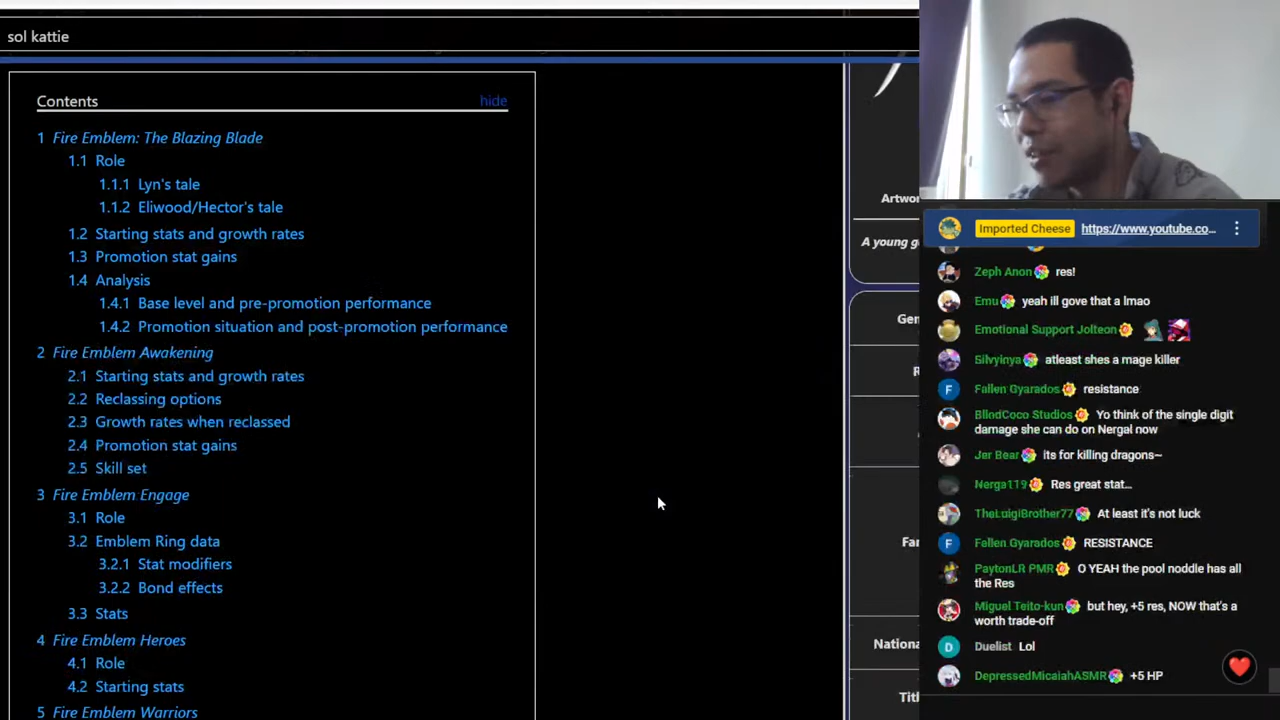 sol kattie
Contents
hide
1 Fire Emblem: The Blazing Blade
1.1 Role
1.1.1 Lyn's tale
1.1.2 Eliwood/Hector's tale
1.2 Starting stats and growth rates
1.3 Promotion stat gains
1.4 Analysis
1.4.1 Base level and pre-promotion performance
1.4.2 Promotion situation and post-promotion performance
2 Fire Emblem Awakening
2.1 Starting stats and growth rates
2.2 Reclassing options
2.3 Growth rates when reclassed
2.4 Promotion stat gains
2.5 Skill set
3 Fire Emblem Engage
3.1 Role
3.2 Emblem Ring data
3.2.1 Stat modifiers
3.2.2 Bond effects
3.3 Stats
4 Fire Emblem Heroes
4.1 Role
4.2 Starting stats
5 Fire Emblem Warriors
Artwo
A young g
Gen
R
Fan
Nationa
Titl
Imported Cheese https://www.youtube.co...
Zeph Anon res!
Emu yeah ill gove that a lmao
Emotional Support Jolteon
Silvyinya atleast shes a mage killer
Fallen Gyarados resistance
BlindCoco Studios Yo think of the single digit
damage she can do on Nergal now
Jer Bear its for killing dragons~
Nerga119 Res great stat...
TheLuigiBrother77 At least it's not luck
Fallen Gyarados RESISTANCE
PaytonLR PMR O YEAH the pool noddle has all
the Res
Miguel Teito-kun but hey, +5 res, NOW that's a
worth trade-off
Duelist Lol
DepressedMicaiahASMR +5 HP